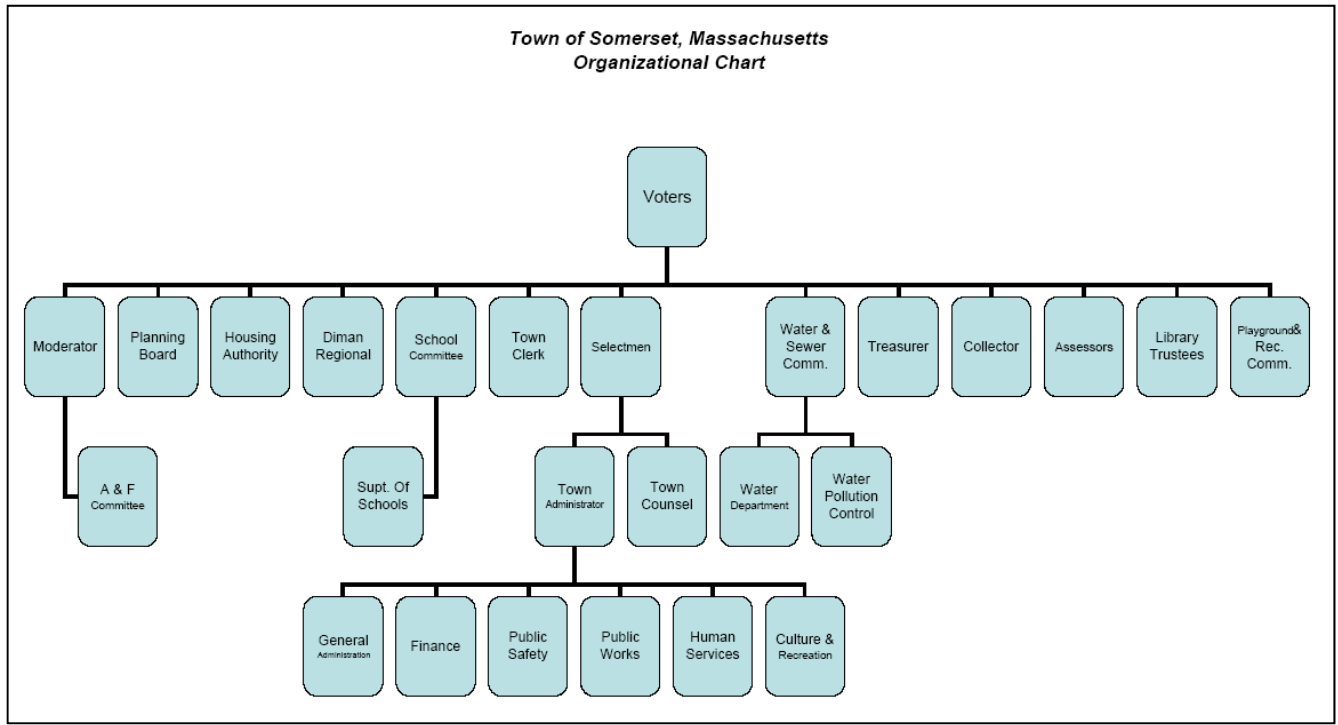 Town of Somerset, Massachusetts
Organizational Chart
Voters
Moderator
Planning
Board
Housing
Authority
Diman
Regional
School
Committee
Town
Clerk
Selectmen
Water &
Sewer
Comm.
Treasurer
Collector
Assessors
Library
Trustees
Playground&
Rec.
Comm.
A & F
Committee
Supt. Of
Schools
Town
Administrator
Town
Counsel
Water
Department
Water
Pollution
Control
General
Administration
Finance
Public
Safety
Public
Works
Human
Services
Culture &
Recreation